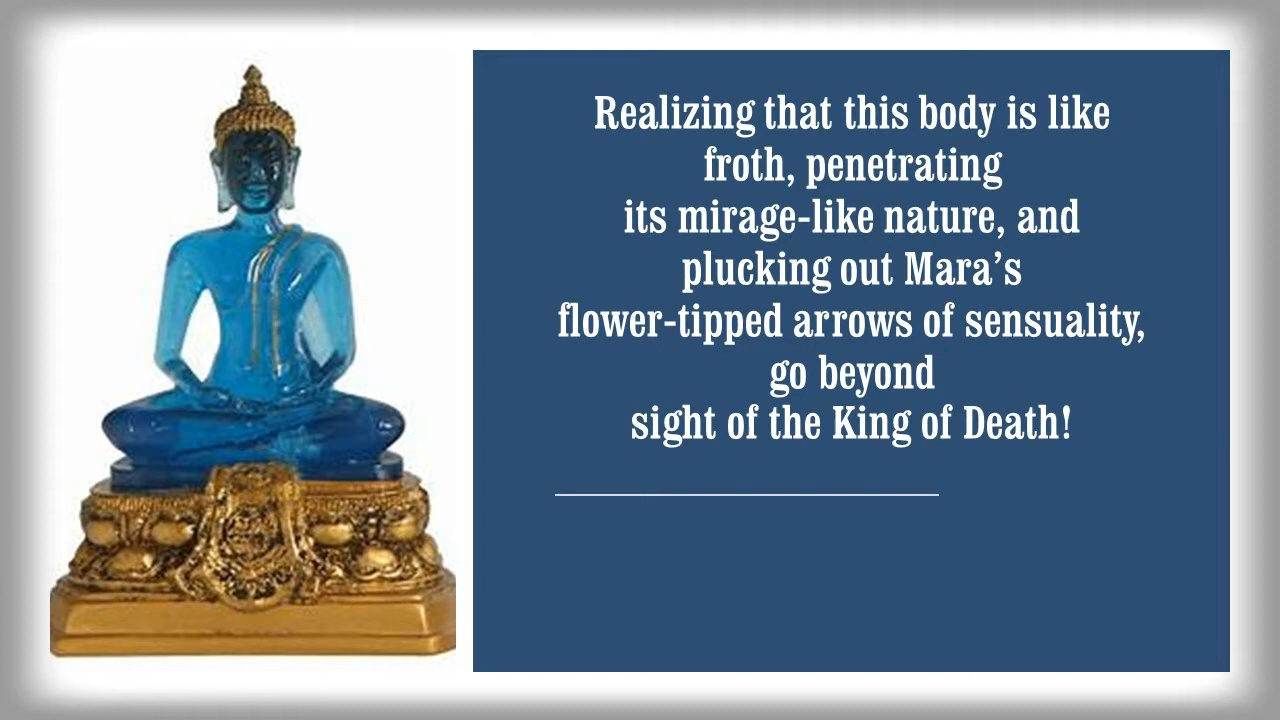 Realizing that this body is like
froth, penetrating
its mirage-like nature, and
plucking out Mara’s
flower-tipped arrows of sensuality,
go beyond
sight of the King of Death!